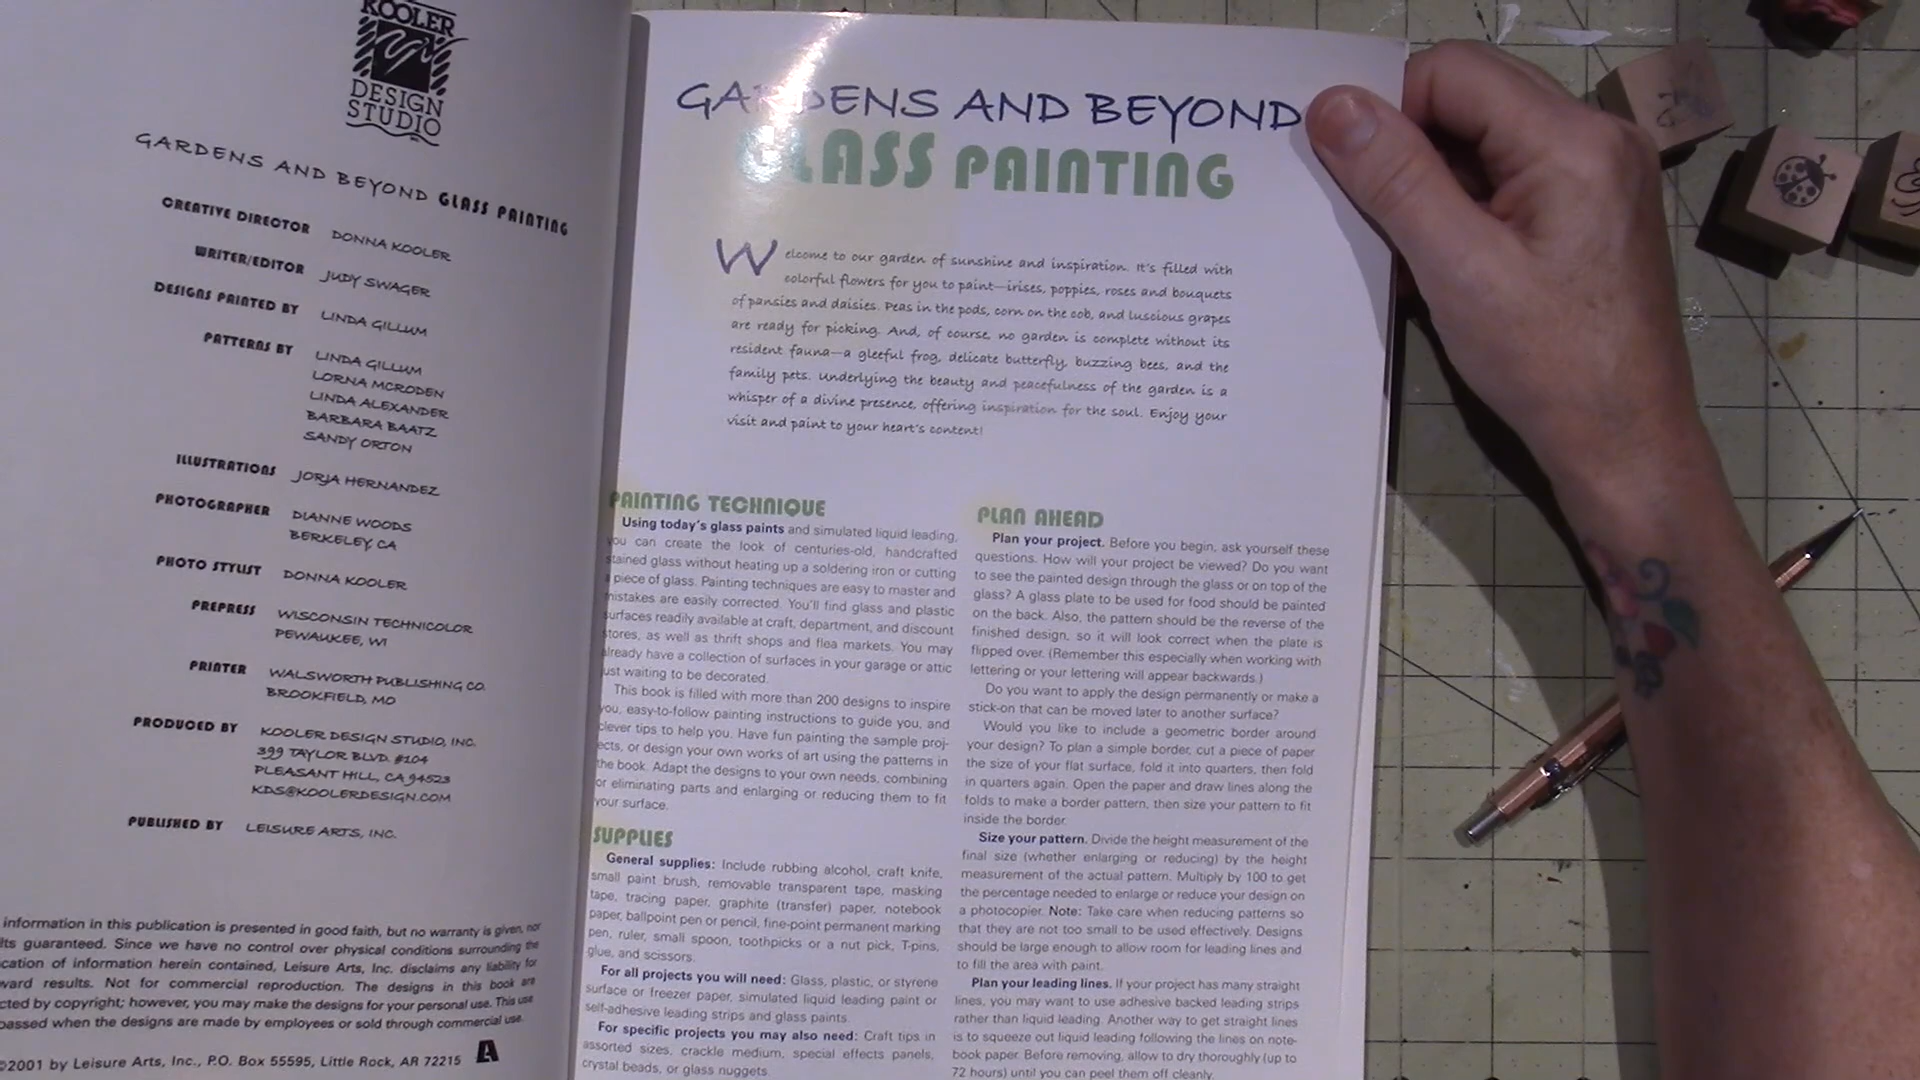 KOOLER
DESIGN
STUDIO
GARDENS AND BEYOND GLASS PAINTING
CREATIVE DIRECTOR DONNA KOOLER
WRITER/EDITOR JUDY SWAGER
DESIGNS PAINTED BY LINDA GILLUM
PATTERNS BY LINDA GILLUM
LORNA MCRODEN
LINDA ALEXANDER
BARBARA BAATZ
SANDY ORTON
ILLUSTRATIONS JORJA HERNANDEZ
PHOTOGRAPHER DIANNE WOODS
BERKELEY, CA
PHOTO STYLIST DONNA KOOLER
PREPRESS WISCONSIN TECHNICOLOR
PEWAUKEE, WI
PRINTER WALSWORTH PUBLISHING CO.
BROOKFIELD, MO
PRODUCED BY KOOLER DESIGN STUDIO, INC.
399 TAYLOR BLVD. #104
PLEASANT HILL, CA 94523
KDS@KOOLERDESIGN.COM
PUBLISHED BY LEISURE ARTS, INC.
information in this publication is presented in good faith, but no warranty is given, nor
lts guaranteed. Since we have no control over physical conditions surrounding the
cation of information herein contained, Leisure Arts, Inc. disclaims any liability for
ward results. Not for commercial reproduction. The designs in this book are
cted by copyright; however, you may make the designs for your personal use. This use
passed when the designs are made by employees or sold through commercial use.
©2001 by Leisure Arts, Inc., P.O. Box 55595, Little Rock, AR 72215
GARDENS AND BEYOND
GLASS PAINTING
Welcome to our garden of sunshine and inspiration. It's filled with
colorful flowers for you to paint—irises, poppies, roses and bouquets
of pansies and daisies. Peas in the pods, corn on the cob, and luscious grapes
are ready for picking. And, of course, no garden is complete without its
resident fauna—a gleeful frog, delicate butterfly, buzzing bees, and the
family pets. Underlying the beauty and peacefulness of the garden is a
whisper of a divine presence, offering inspiration for the soul. Enjoy your
visit and paint to your heart's content!
PAINTING TECHNIQUE
Using today's glass paints and simulated liquid leading,
you can create the look of centuries-old, handcrafted
stained glass without heating up a soldering iron or cutting
a piece of glass. Painting techniques are easy to master and
mistakes are easily corrected. You'll find glass and plastic
surfaces readily available at craft, department, and discount
stores, as well as thrift shops and flea markets. You may
already have a collection of surfaces in your garage or attic
just waiting to be decorated.
This book is filled with more than 200 designs to inspire
you, easy-to-follow painting instructions to guide you, and
clever tips to help you. Have fun painting the sample proj-
ects, or design your own works of art using the patterns in
the book. Adapt the designs to your own needs, combining
or eliminating parts and enlarging or reducing them to fit
your surface.
SUPPLIES
General supplies: Include rubbing alcohol, craft knife,
small paint brush, removable transparent tape, masking
tape, tracing paper, graphite (transfer) paper, notebook
paper, ballpoint pen or pencil, fine-point permanent marking
pen, ruler, small spoon, toothpicks or a nut pick, T-pins,
glue, and scissors.
For all projects you will need: Glass, plastic, or styrene
surface or freezer paper, simulated liquid leading paint or
self-adhesive leading strips and glass paints.
For specific projects you may also need: Craft tips in
assorted sizes, crackle medium, special effects panels,
crystal beads, or glass nuggets.
PLAN AHEAD
Plan your project. Before you begin, ask yourself these
questions. How will your project be viewed? Do you want
to see the painted design through the glass or on top of the
glass? A glass plate to be used for food should be painted
on the back. Also, the pattern should be the reverse of the
finished design, so it will look correct when the plate is
flipped over. (Remember this especially when working with
lettering or your lettering will appear backwards.)
Do you want to apply the design permanently or make a
stick-on that can be moved later to another surface?
Would you like to include a geometric border around
your design? To plan a simple border, cut a piece of paper
the size of your flat surface, fold it into quarters, then fold
in quarters again. Open the paper and draw lines along the
folds to make a border pattern, then size your pattern to fit
inside the border.
Size your pattern. Divide the height measurement of the
final size (whether enlarging or reducing) by the height
measurement of the actual pattern. Multiply by 100 to get
the percentage needed to enlarge or reduce your design on
a photocopier. Note: Take care when reducing patterns so
that they are not too small to be used effectively. Designs
should be large enough to allow room for leading lines and
to fill the area with paint.
Plan your leading lines. If your project has many straight
lines, you may want to use adhesive backed leading strips
rather than liquid leading. Another way to get straight lines
is to squeeze out liquid leading following the lines on note-
book paper. Before removing, allow to dry thoroughly (up to
72 hours) until you can peel them off cleanly.